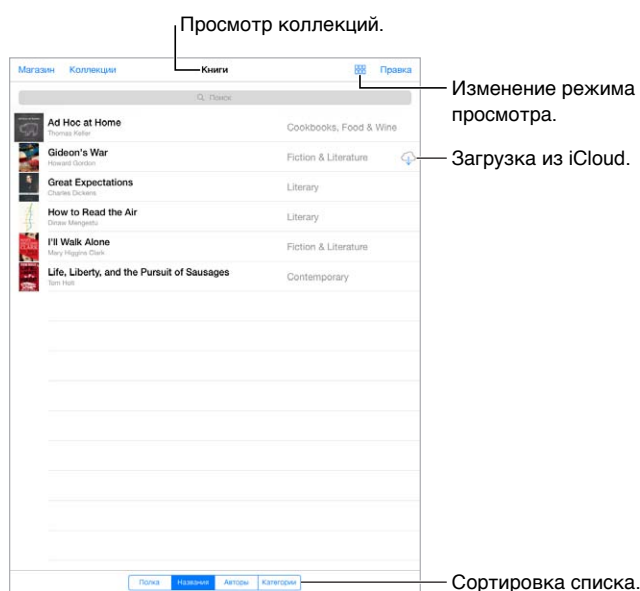 Просмотр коллекций.
Магазин Коллекции Книги Правка
Изменение режима
просмотра.
Поиск
Ad Hoc at Home
Thomas Keller
Cookbooks, Food & Wine
Gideon's War
Howard Gordon
Fiction & Literature
Загрузка из iCloud.
Great Expectations
Charles Dickens
Literary
How to Read the Air
Dinaw Mengestu
Literary
I'll Walk Alone
Mary Higgins Clark
Fiction & Literature
Life, Liberty, and the Pursuit of Sausages
Tom Holt
Contemporary
Полка Названия Авторы Категории
Сортировка списка.